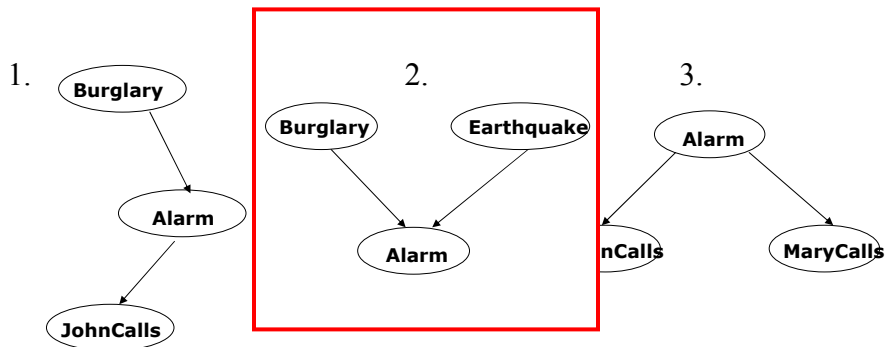 1.
Burglary
Alarm
JohnCalls
2.
Burglary
Earthquake
Alarm
3.
Alarm
nCalls
MaryCalls